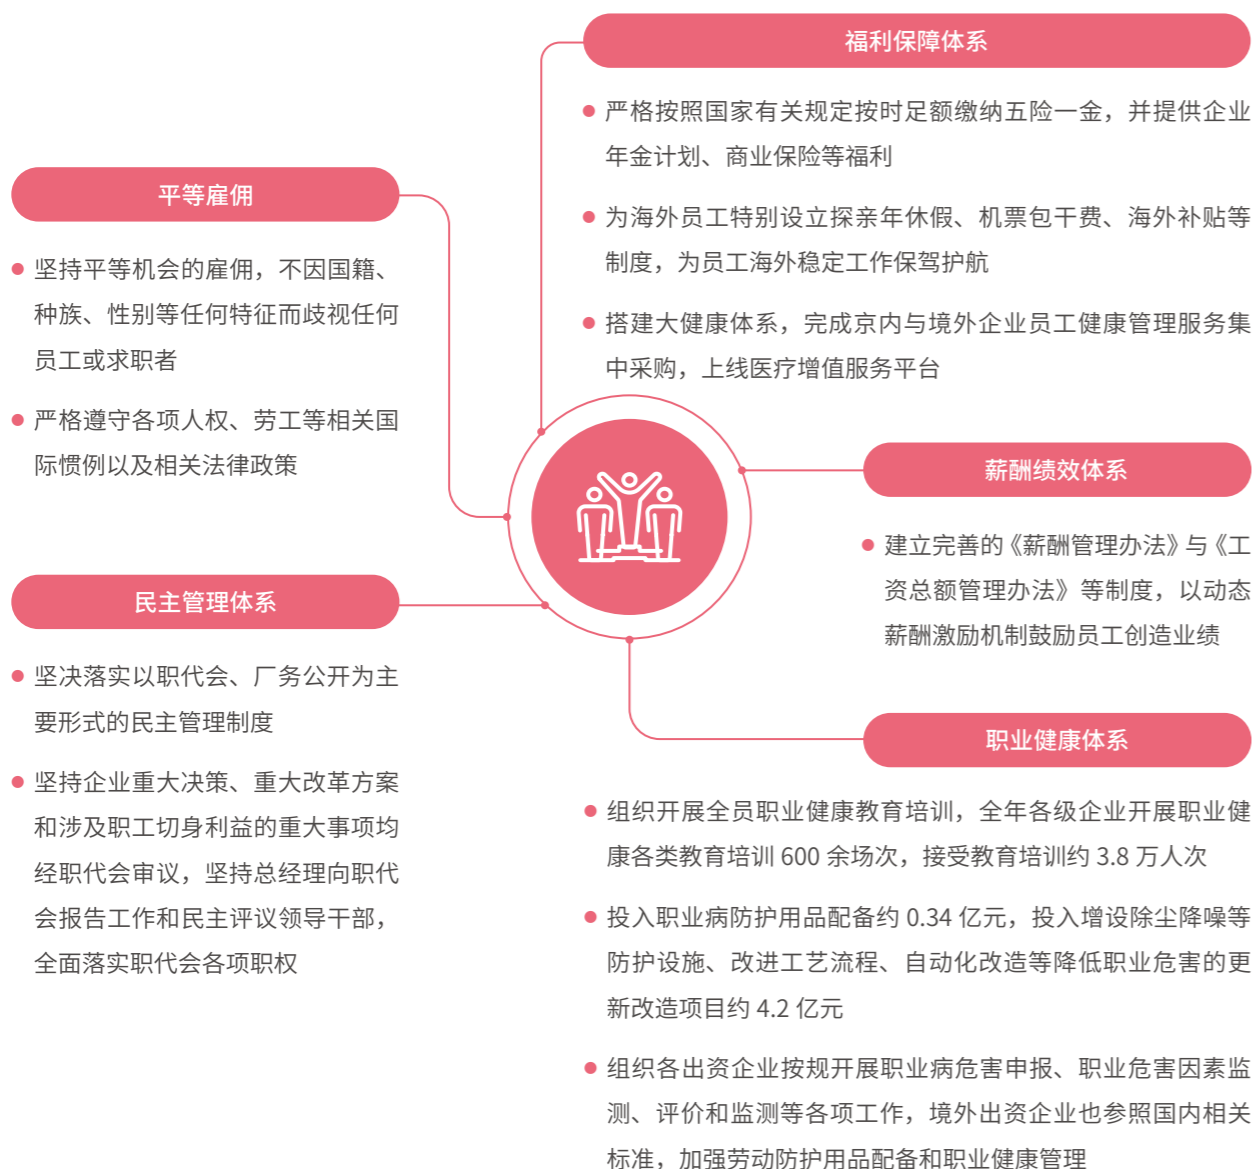 福利保障体系
严格按照国家有关规定按时足额缴纳五险一金，并提供企业
年金计划、商业保险等福利
为海外员工特别设立探亲年休假、机票包干费、海外补贴等
制度，为员工海外稳定工作保驾护航
搭建大健康体系，完成京内与境外企业员工健康管理服务集
中采购，上线医疗增值服务平台
平等雇佣
坚持平等机会的雇佣，不因国籍、
种族、性别等任何特征而歧视任何
员工或求职者
严格遵守各项人权、劳工等相关国
际惯例以及相关法律政策
薪酬绩效体系
建立完善的《薪酬管理办法》与《工
资总额管理办法》等制度，以动态
薪酬激励机制鼓励员工创造业绩
民主管理体系
坚决落实以职代会、厂务公开为主
要形式的民主管理制度
坚持企业重大决策、重大改革方案
和涉及职工切身利益的重大事项均
经职代会审议，坚持总经理向职代
会报告工作和民主评议领导干部，
全面落实职代会各项职权
职业健康体系
组织开展全员职业健康教育培训，全年各级企业开展职业健
康各类教育培训 600 余场次，接受教育培训约 3.8 万人次
投入职业病防护用品配备约 0.34 亿元，投入增设除尘降噪等
防护设施、改进工艺流程、自动化改造等降低职业危害的更
新改造项目约 4.2 亿元
组织各出资企业按规开展职业病危害申报、职业危害因素监
测、评价和监测等各项工作，境外出资企业也参照国内相关
标准，加强劳动防护用品配备和职业健康管理